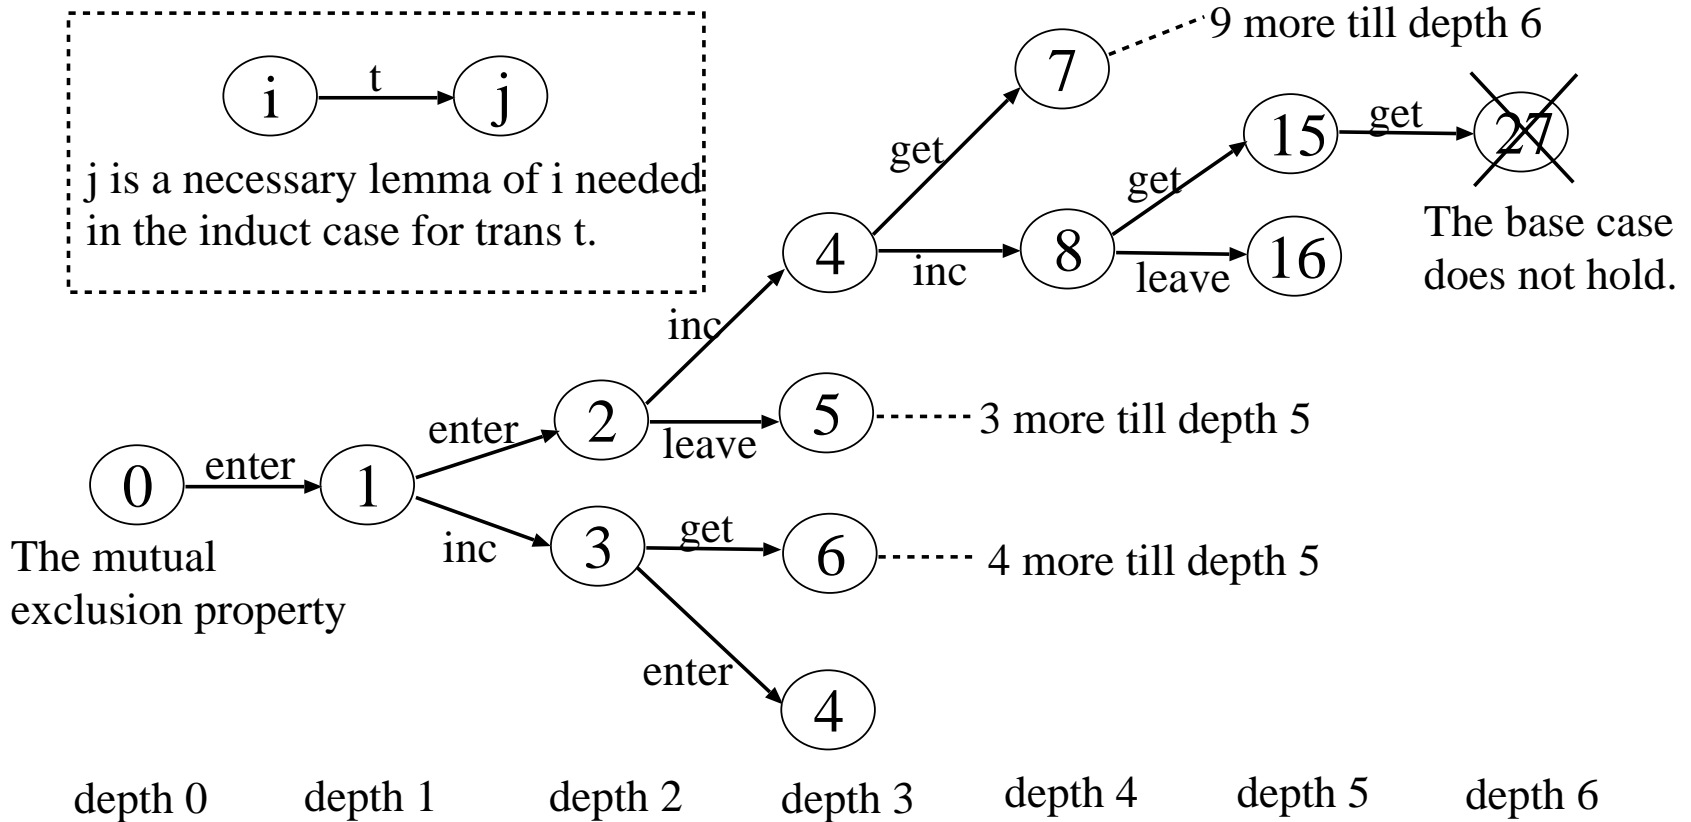 i
t
j
j is a necessary lemma of i needed
in the induct case for trans t.
9 more till depth 6
7
get
15
get
27
get
The base case
does not hold.
4
inc
8
leave
16
inc
2
leave
5
3 more till depth 5
enter
0
enter
1
The mutual
exclusion property
inc
3
get
6
4 more till depth 5
enter
4
depth 0
depth 1
depth 2
depth 3
depth 4
depth 5
depth 6